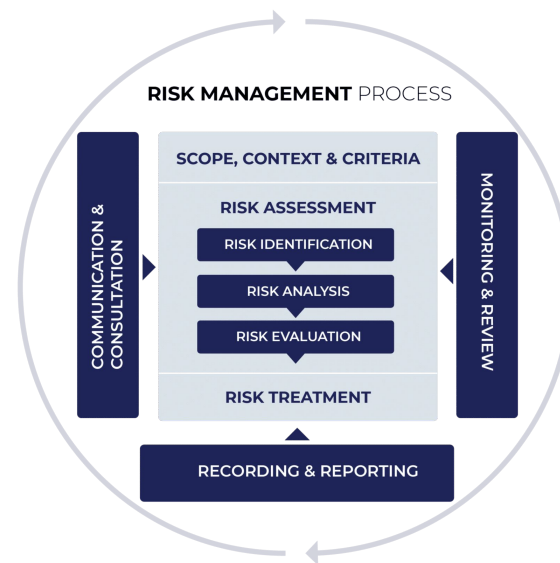 RISK MANAGEMENT PROCESS
SCOPE, CONTEXT & CRITERIA
RISK ASSESSMENT
RISK IDENTIFICATION
RISK ANALYSIS
RISK EVALUATION
RISK TREATMENT
COMMUNICATION &
CONSULTATION
MONITORING & REVIEW
RECORDING & REPORTING